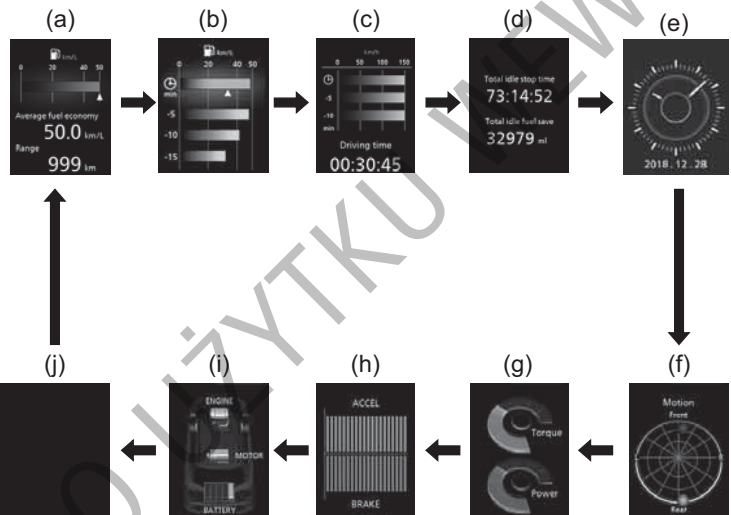 (a)
(b)
(c)
(d)
(e)
km/L
0 20 40 50
Average fuel economy
50.0 km/L
Range
999 km
km/L
0 20 40 50
min
-5
-10
-15
km/h
0 50 100 150
-5
-10
min
Driving time
00:30:45
Total idle stop time
73:14:52
Total idle fuel save
32979 ml
2018.12.28
(j)
(i)
(h)
(g)
(f)
ENGINE
MOTOR
BATTERY
ACCEL
BRAKE
Torque
Power
Motion
Front
L
R
Rear
O UŻYTKU WEW